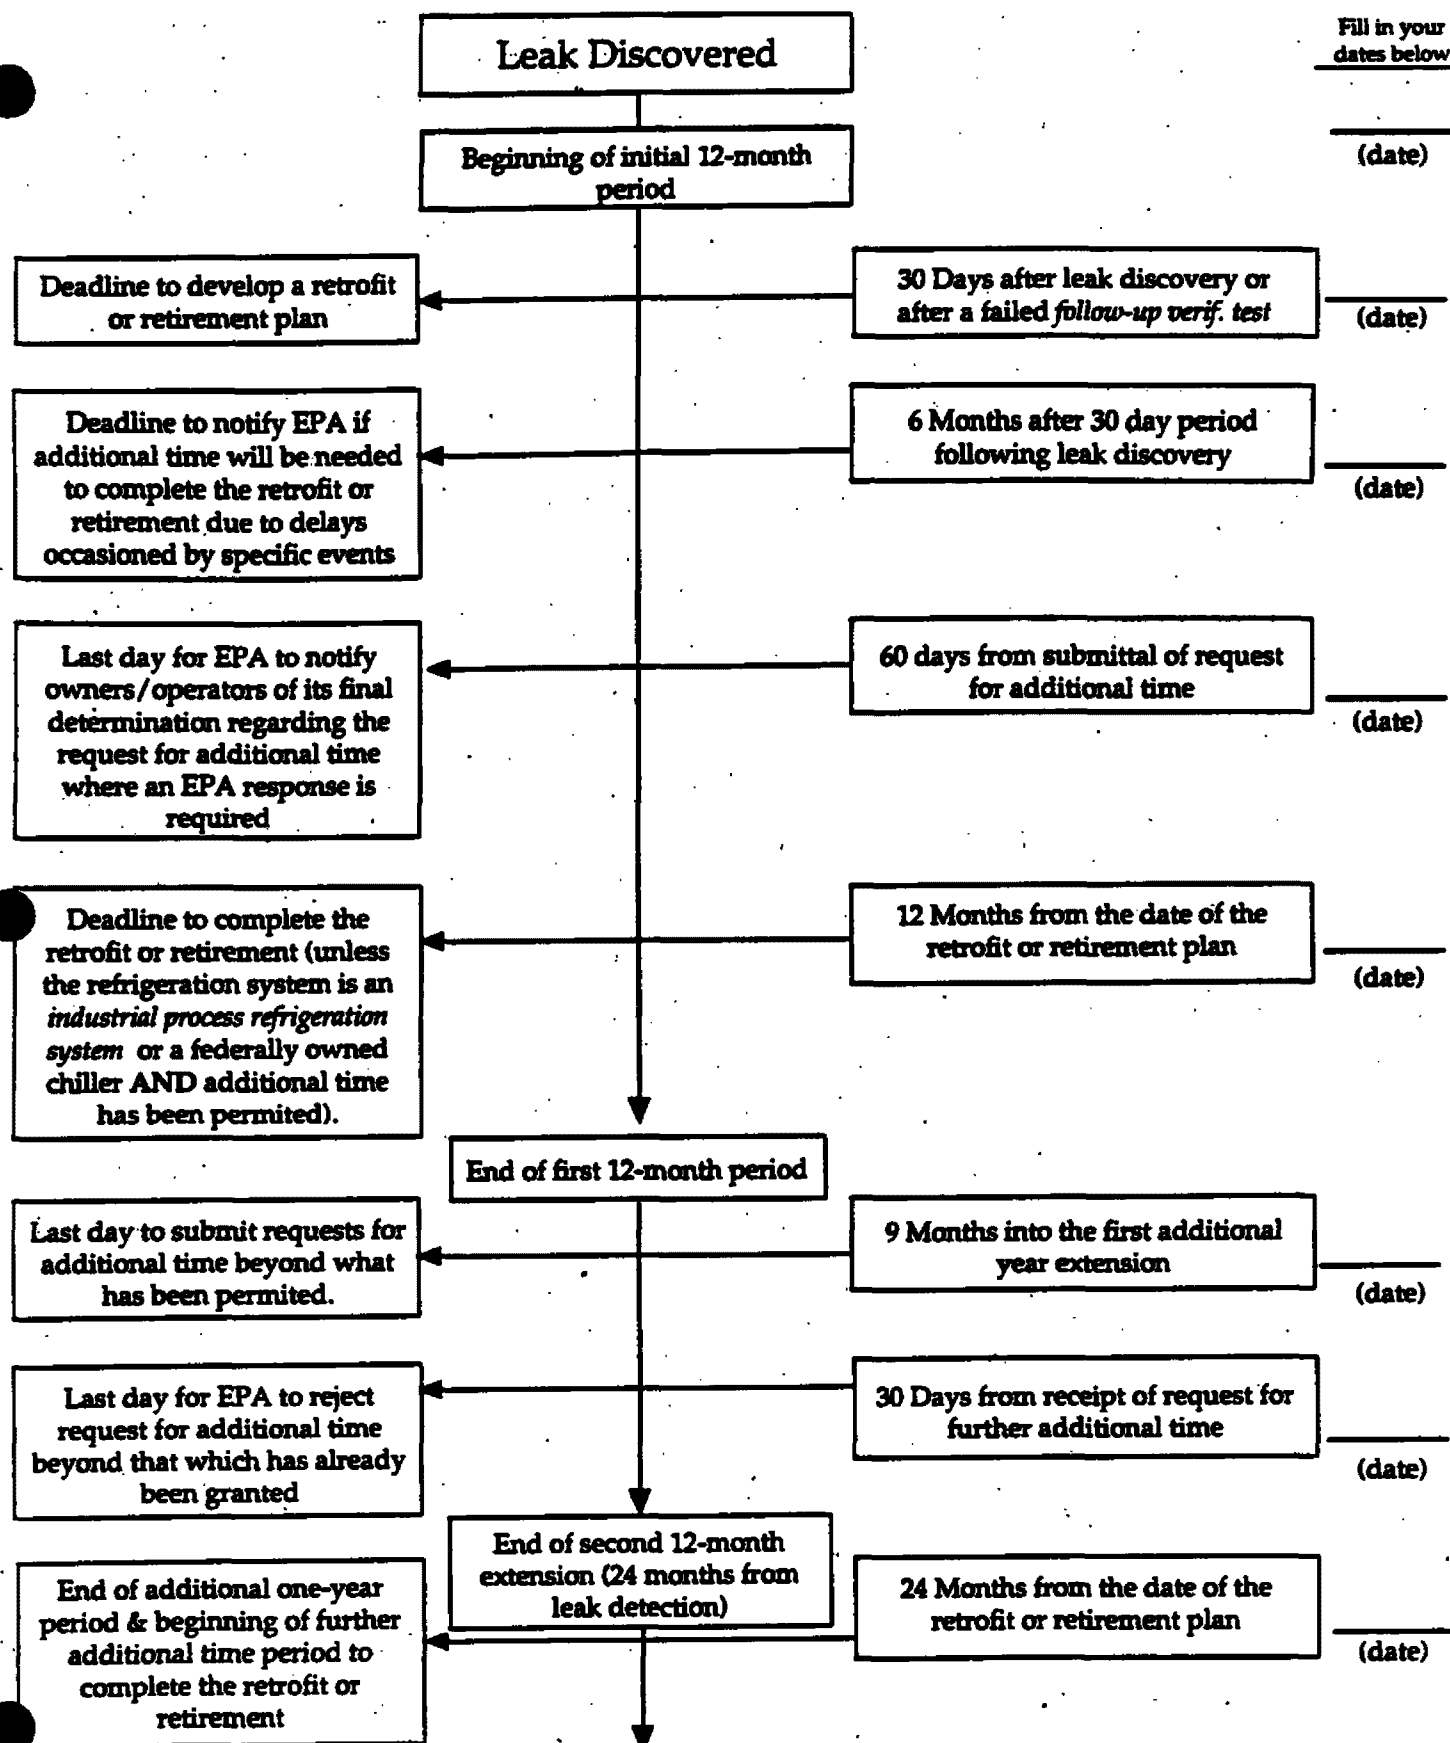 Leak Discovered
Fill in your
dates below
Beginning of initial 12-month
period
(date)
Deadline to develop a retrofit
or retirement plan
30 Days after leak discovery or
after a failed follow-up verif. test
(date)
Deadline to notify EPA if
additional time will be needed
to complete the retrofit or
retirement due to delays
occasioned by specific events
6 Months after 30 day period
following leak discovery
(date)
Last day for EPA to notify
owners/operators of its final
determination regarding the
request for additional time
where an EPA response is
required
60 days from submittal of request
for additional time
(date)
Deadline to complete the
retrofit or retirement (unless
the refrigeration system is an
industrial process refrigeration
system or a federally owned
chiller AND additional time
has been permited).
12 Months from the date of the
retrofit or retirement plan
(date)
End of first 12-month period
Last day to submit requests for
additional time beyond what
has been permited.
9 Months into the first additional
year extension
(date)
Last day for EPA to reject
request for additional time
beyond that which has already
been granted
30 Days from receipt of request for
further additional time
(date)
End of second 12-month
extension (24 months from
leak detection)
End of additional one-year
period & beginning of further
additional time period to
complete the retrofit or
retirement
24 Months from the date of the
retrofit or retirement plan
(date)